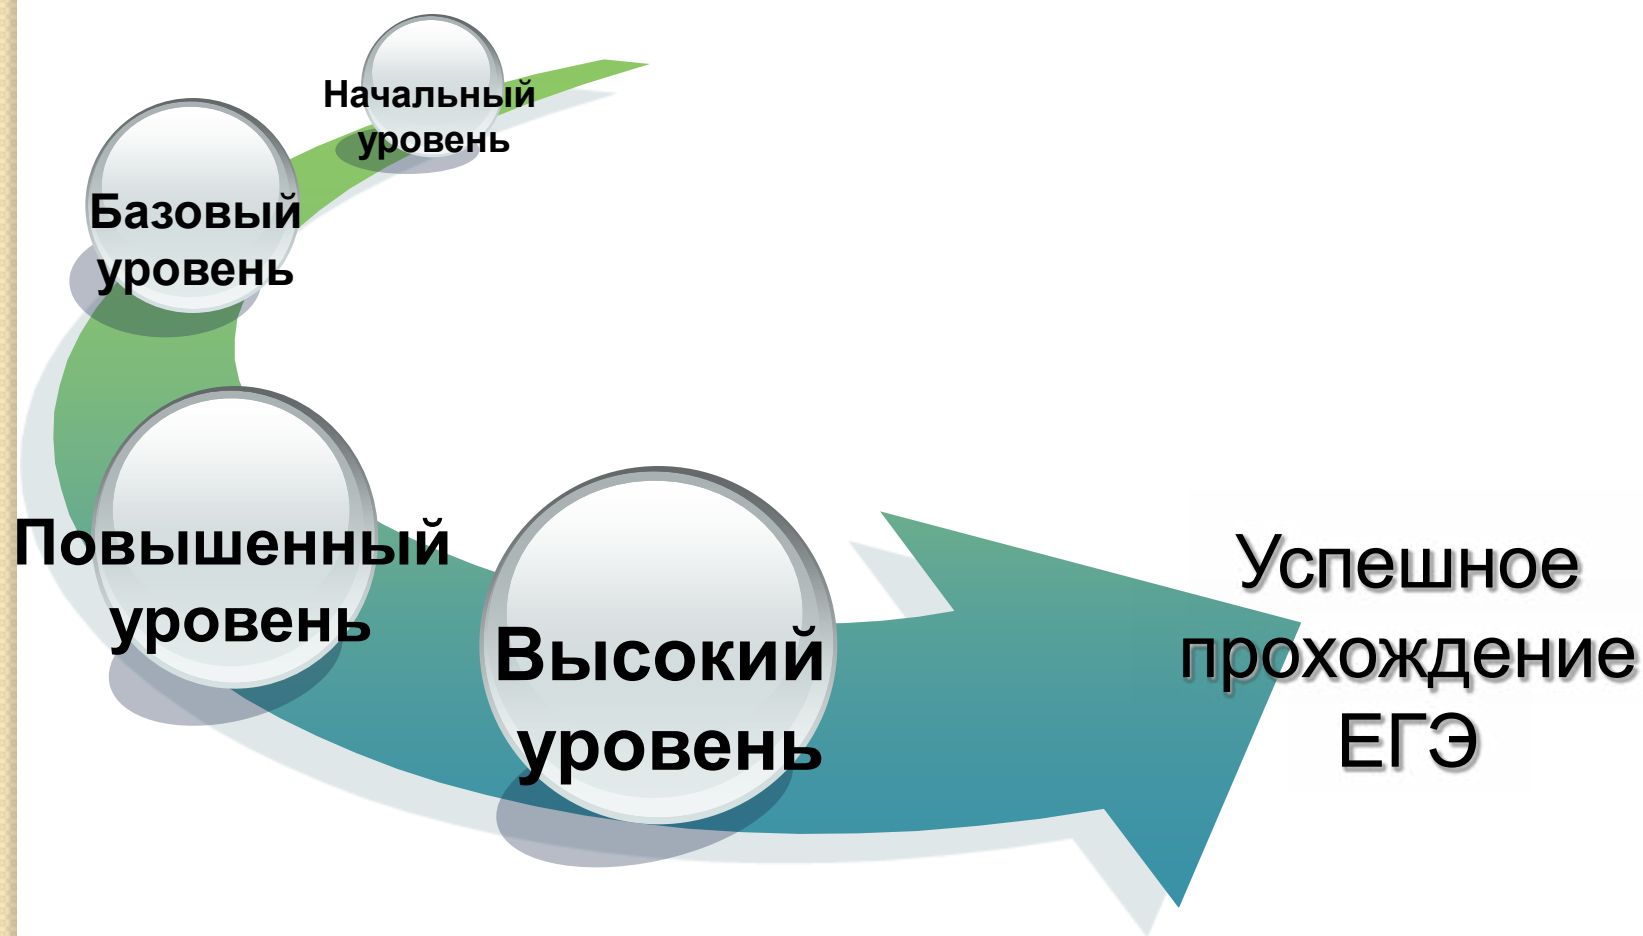 Начальный
уровень
Базовый
уровень
Повышенный
уровень
Высокий
уровень
Успешное
прохождение
ЕГЭ